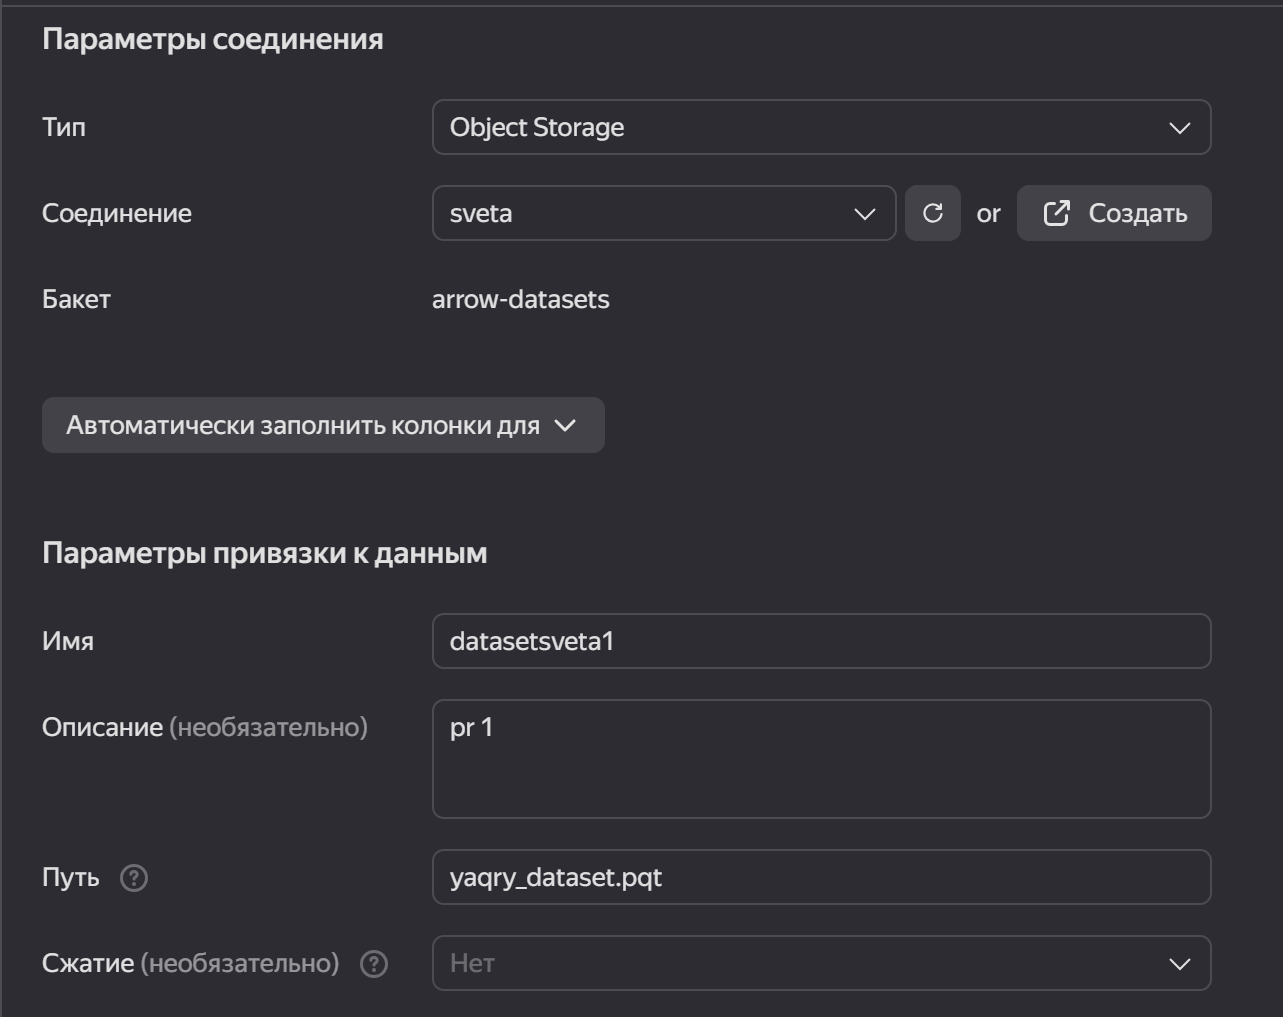 Параметры соединения
Тип Object Storage
Соединение sveta or Создать
Бакет arrow-datasets
Автоматически заполнить колонки для
Параметры привязки к данным
Имя datasetsveta1
Описание (необязательно) pr 1
Путь ? yaqry_dataset.pqt
Сжатие (необязательно) ? Нет